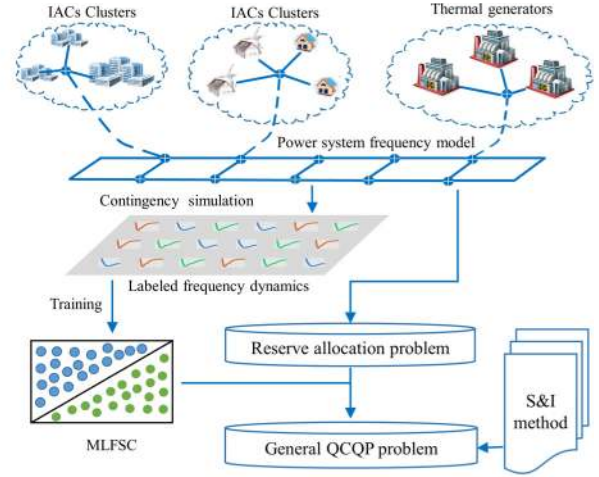 IACs Clusters
IACs Clusters
Thermal generators
Power system frequency model
Contingency simulation
Labeled frequency dynamics
Training
Reserve allocation problem
S&I
method
General QCQP problem
MLFSC